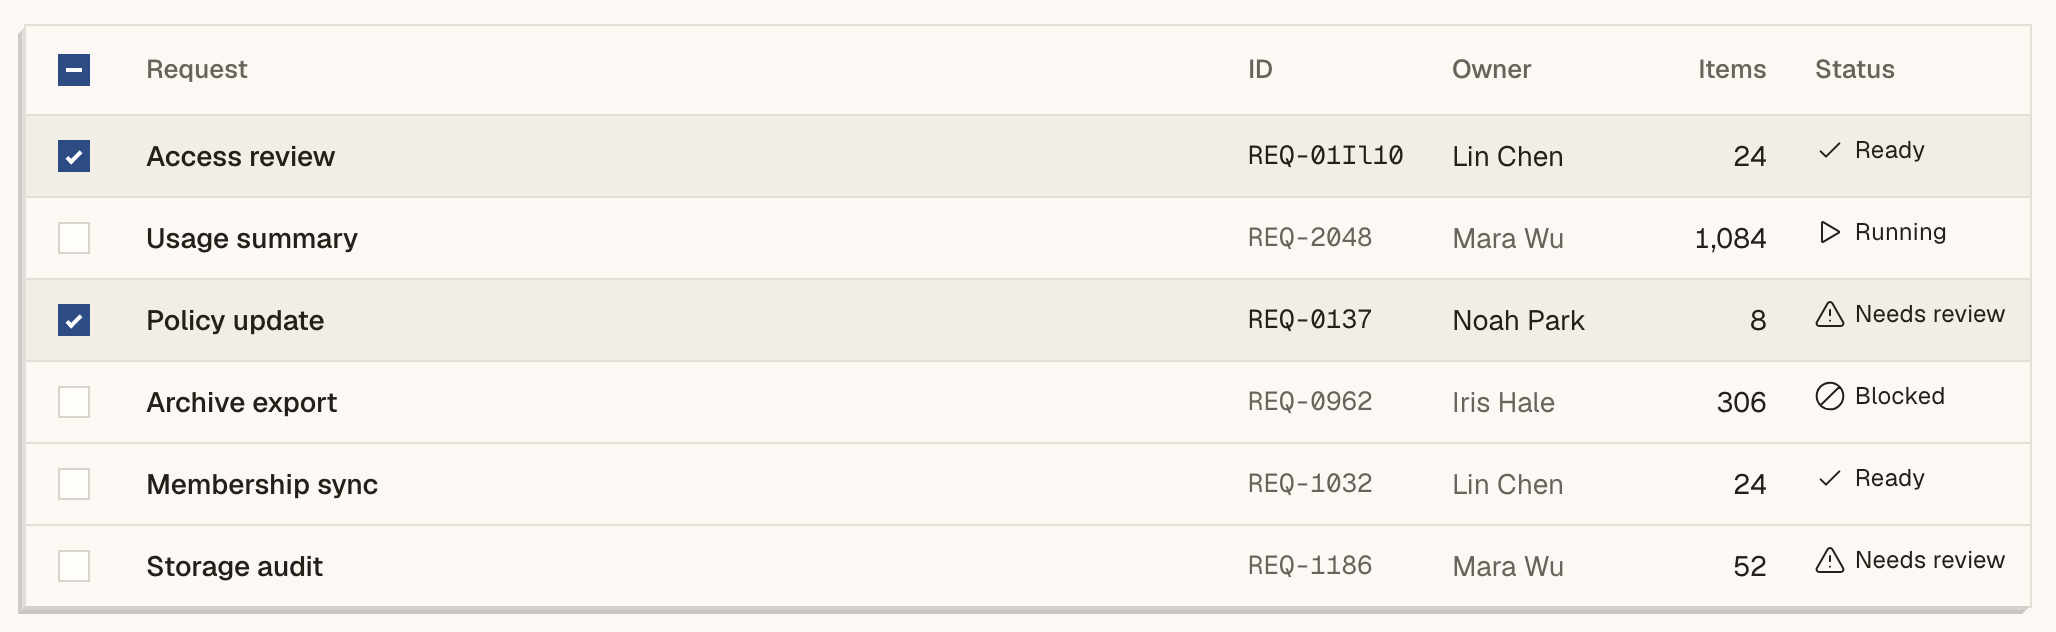 Request ID Owner Items Status
Access review REQ-01Il10 Lin Chen 24 Ready
Usage summary REQ-2048 Mara Wu 1,084 Running
Policy update REQ-0137 Noah Park 8 Needs review
Archive export REQ-0962 Iris Hale 306 Blocked
Membership sync REQ-1032 Lin Chen 24 Ready
Storage audit REQ-1186 Mara Wu 52 Needs review